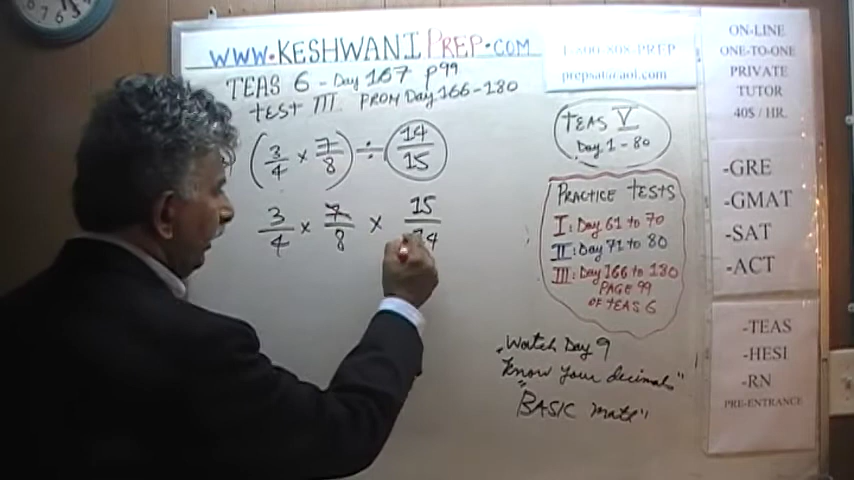 WWW.KESHWANI PREP.COM
TEAS 6 - Day 167 P99
TEST III FROM Day 166-180
(3/4 x 7/8) ÷ 14/15
3/4 x 7/8 x 15/14
1-800-808-PREP
prepsat@aol.com
TEAS V
Day 1-80
PRACTICE TESTS
I: Day 61 to 70
II: Day 71 to 80
III: Day 166 to 180
PAGE 99
OF TEAS 6
Watch Day 9
"Know your decimals"
"BASIC math"
ON-LINE
ONE-TO-ONE
PRIVATE
TUTOR
40$ / HR.
-GRE
-GMAT
-SAT
-ACT
-TEAS
-HESI
-RN
PRE-ENTRANCE